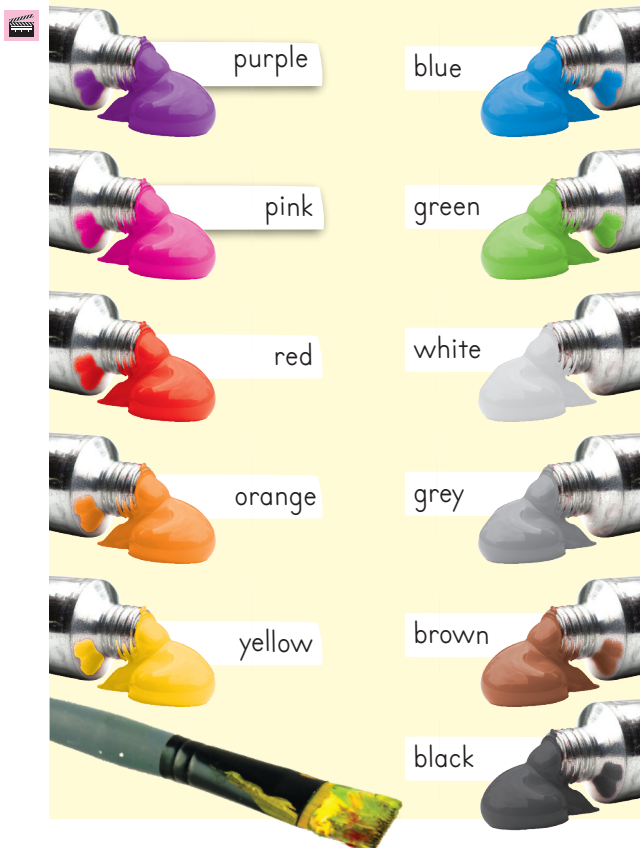 purple
pink
red
orange
yellow
blue
green
white
grey
brown
black